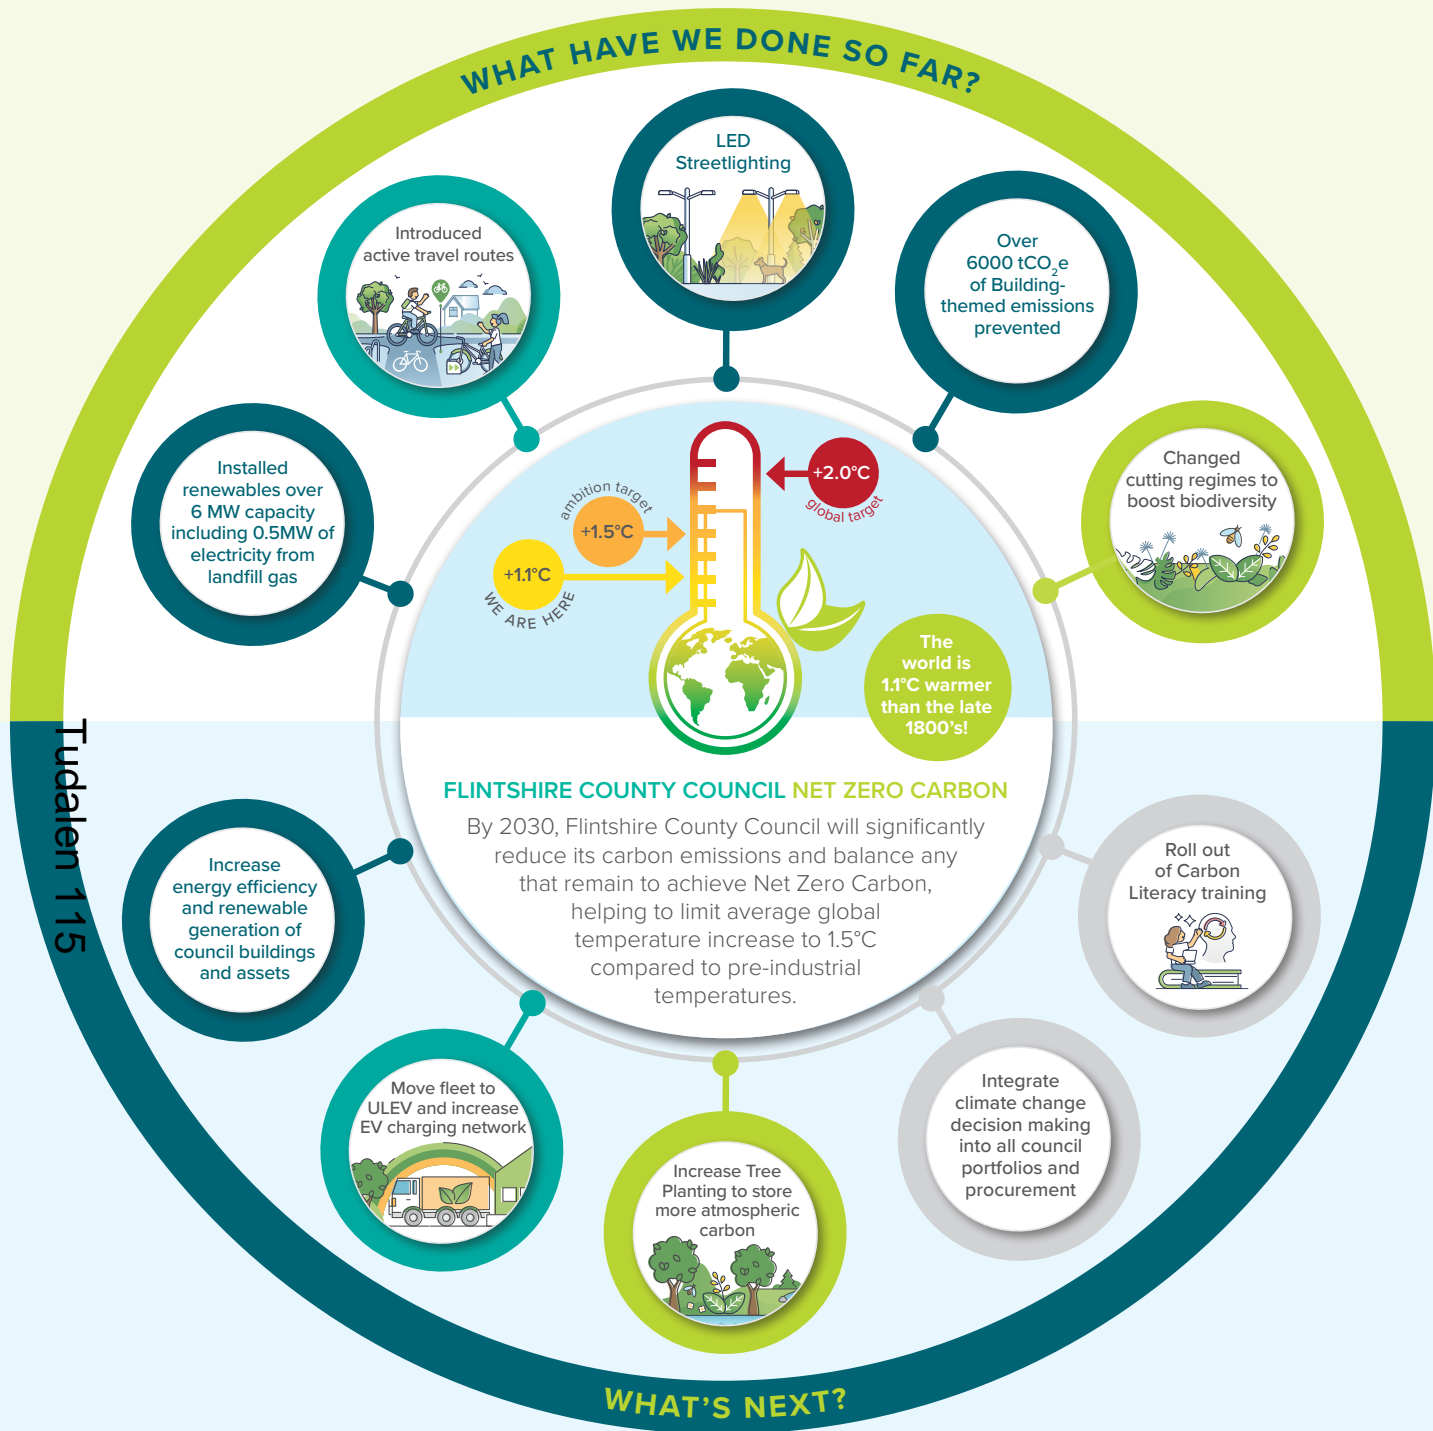 WHAT HAVE WE DONE SO FAR?
LED
Streetlighting
Introduced
active travel routes
Over
6000 tCO₂e
of Building-
themed emissions
prevented
Installed
renewables over
6 MW capacity
including 0.5MW of
electricity from
landfill gas
Changed
cutting regimes to
boost biodiversity
+2.0°C
global target
ambition target
+1.5°C
+1.1°C
WE ARE HERE
The
world is
1.1°C warmer
than the late
1800's!
FLINTSHIRE COUNTY COUNCIL NET ZERO CARBON
By 2030, Flintshire County Council will significantly
reduce its carbon emissions and balance any
that remain to achieve Net Zero Carbon,
helping to limit average global
temperature increase to 1.5°C
compared to pre-industrial
temperatures.
Tudalen 115
Increase
energy efficiency
and renewable
generation of
council buildings
and assets
Roll out
of Carbon
Literacy training
Move fleet to
ULEV and increase
EV charging network
Integrate
climate change
decision making
into all council
portfolios and
procurement
Increase Tree
Planting to store
more atmospheric
carbon
WHAT'S NEXT?